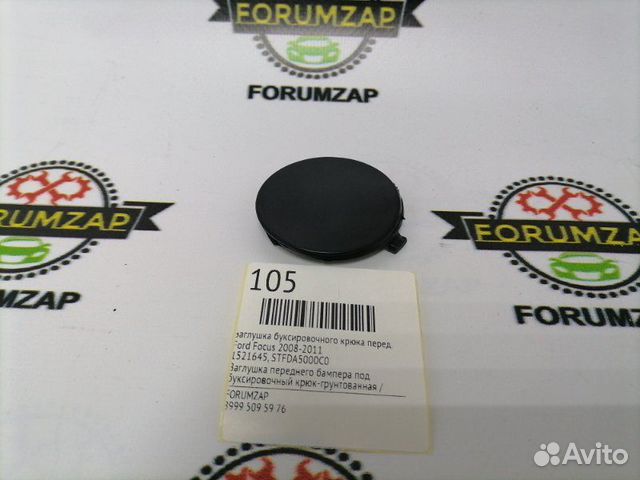 FORUMZAP
FORUMZAP
FORUMZAP
FORUMZAP
FORUMZAP
FORUMZAP
105
Заглушка буксировочного крюка перед
Ford Focus 2008-2011
1521645, STFDA5000C0
Заглушка переднего бампера под
буксировочный крюк-грунтованная /
FORUMZAP
8999 509 59 76
Avito